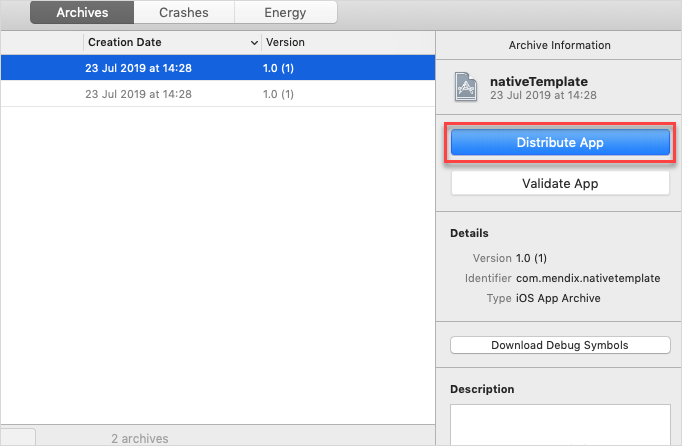 Archives Crashes Energy
Creation Date Version
23 Jul 2019 at 14:28 1.0 (1)
23 Jul 2019 at 14:28 1.0 (1)
2 archives
Archive Information
nativeTemplate
23 Jul 2019 at 14:28
Distribute App
Validate App
Details
Version 1.0 (1)
Identifier com.mendix.nativetemplate
Type iOS App Archive
Download Debug Symbols
Description